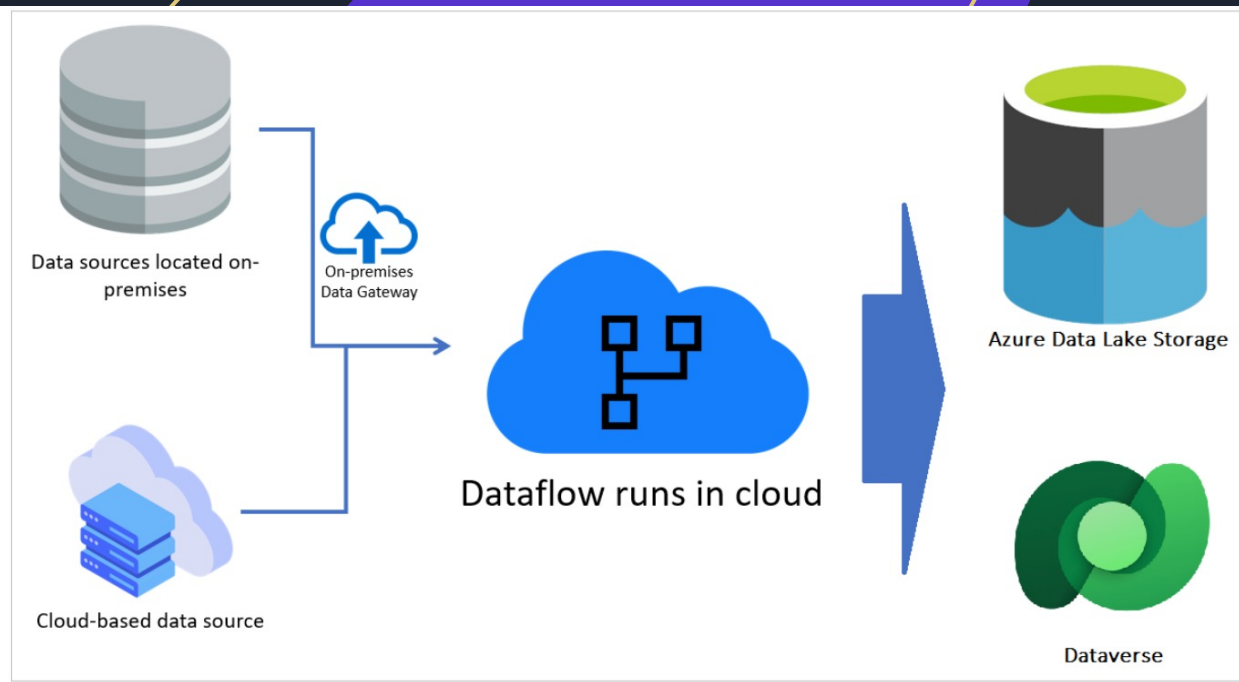 Data sources located on-
premises
On-premises
Data Gateway
Cloud-based data source
Dataflow runs in cloud
Azure Data Lake Storage
Dataverse